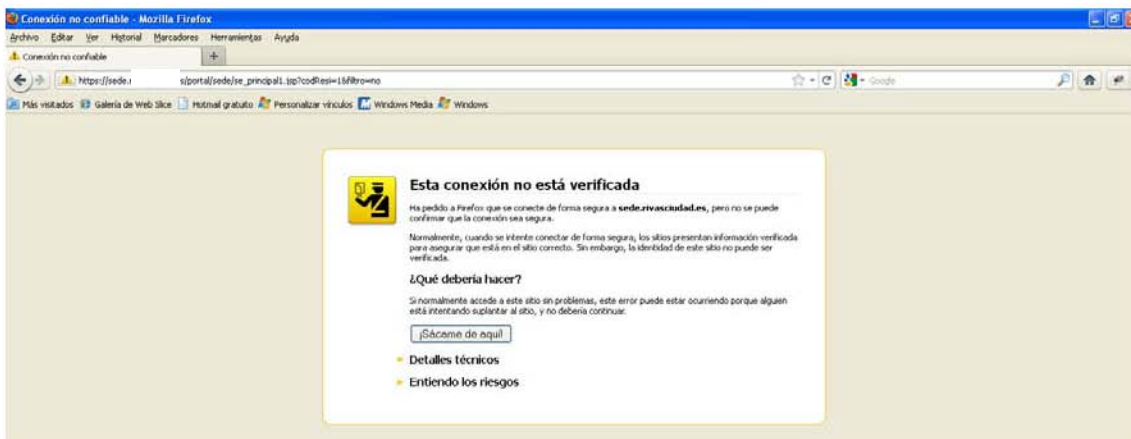 Conexión no confiable - Mozilla Firefox
Archivo Editar Ver Historial Marcadores Herramientas Ayuda
Conexión no confiable
https://sede.r s/portal/sede/se_principal1.jsp?codResi=1&filtro=no Google
Más visitados Galería de Web Slice Hotmail gratuito Personalizar vínculos Windows Media Windows
Esta conexión no está verificada
Ha pedido a Firefox que se conecte de forma segura a sede.rivasciudad.es, pero no se puede
confirmar que la conexión sea segura.
Normalmente, cuando se intente conectar de forma segura, los sitios presentan información verificada
para asegurar que está en el sitio correcto. Sin embargo, la identidad de este sitio no puede ser
verificada.
¿Qué debería hacer?
Si normalmente accede a este sitio sin problemas, este error puede estar ocurriendo porque alguien
está intentando suplantar al sitio, y no debería continuar.
¡Sácame de aquí!
Detalles técnicos
Entiendo los riesgos